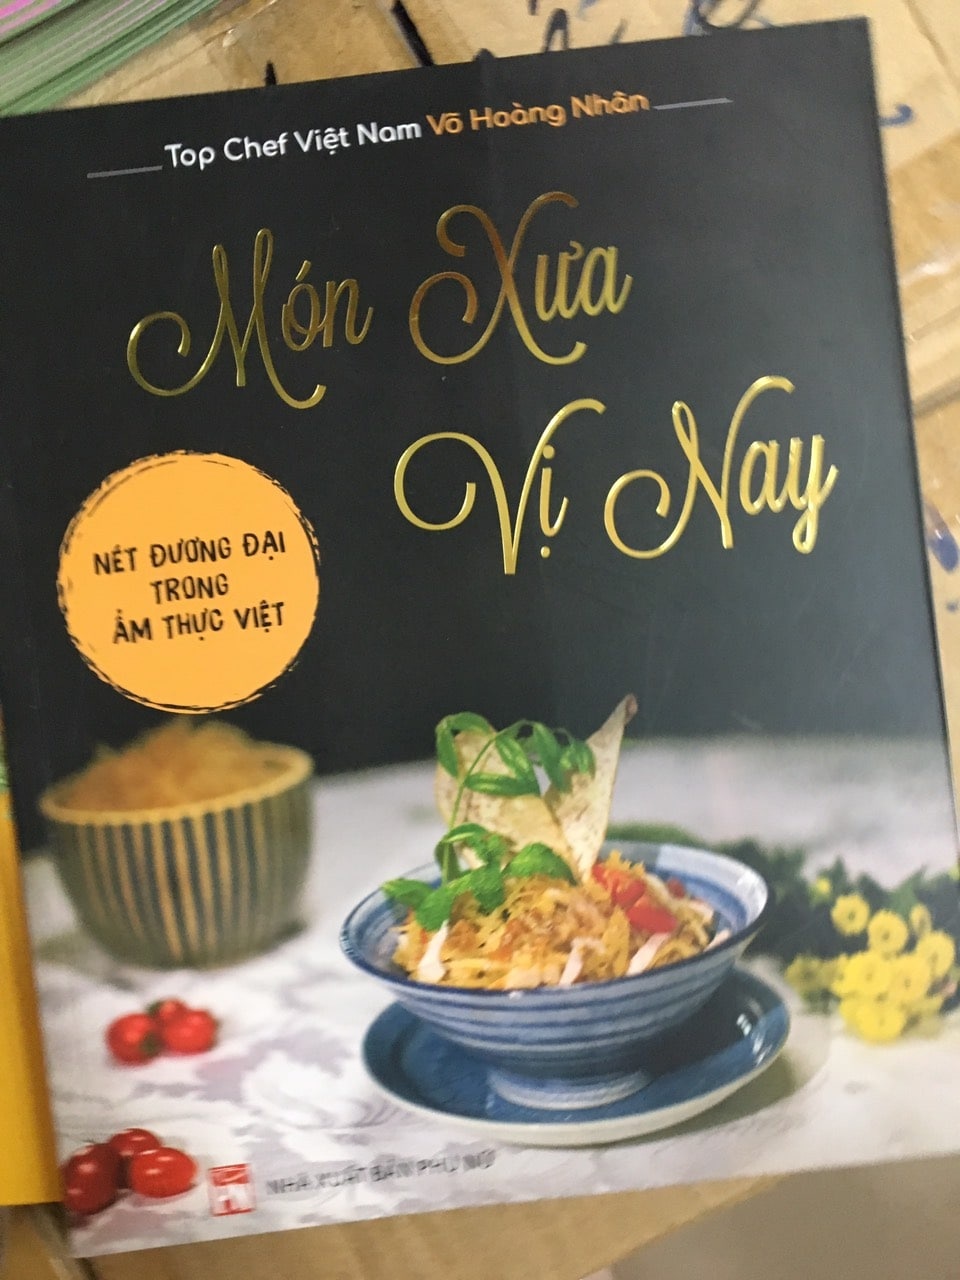 Top Chef Việt Nam Võ Hoàng Nhân
Món Xưa
Vị Nay
NÉT ĐƯƠNG ĐẠI
TRONG
ẨM THỰC VIỆT
NHÀ XUẤT BẢN PHỤ NỮ